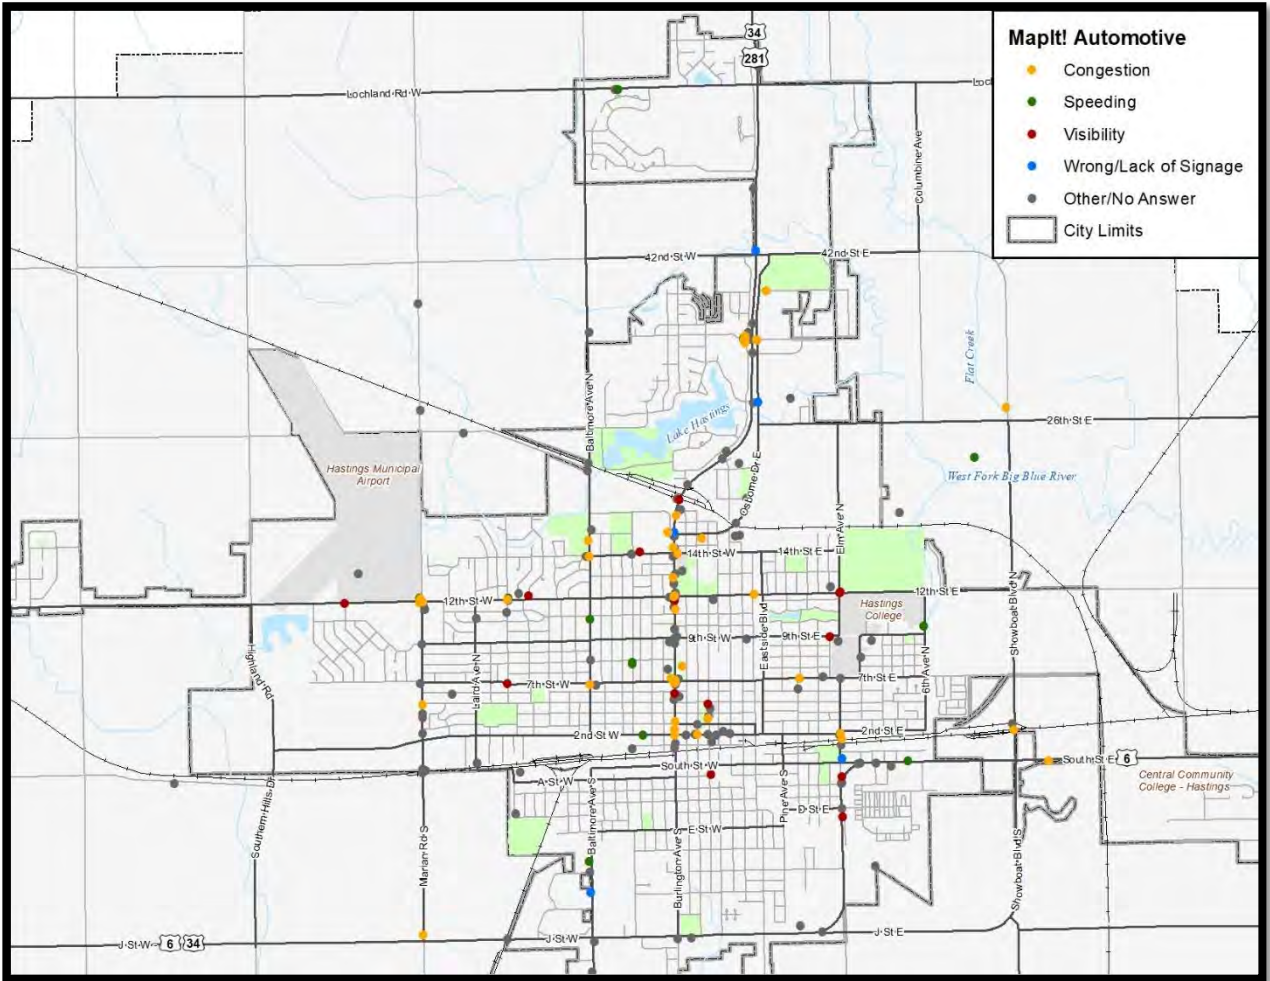 34
281
MapIt! Automotive
Congestion
Speeding
Visibility
Wrong/Lack of Signage
Other/No Answer
City Limits
Lochland Rd W
Loch
Columbine Ave
42nd St W
42nd St E
Flat Creek
Baltimore Ave N
Lake Hastings
26th St E
Hastings Municipal
Airport
West Fork Big Blue River
Osborne Dr E
Elm Ave N
14th St W
14th St E
12th St W
12th St E
Hastings
College
Showboat Blvd N
Eastside Blvd
9th St W
9th St E
Highland Rd
Laird Ave N
7th St W
7th St E
6th Ave N
2nd St W
2nd St E
South St W
South St E
6
A St W
Central Community
College - Hastings
Southern Hills Dr
Marian Rd S
Baltimore Ave S
Pine Ave S
D St E
E St W
Burlington Ave S
Showboat Blvd S
J St W
6
34
J St W
J St E